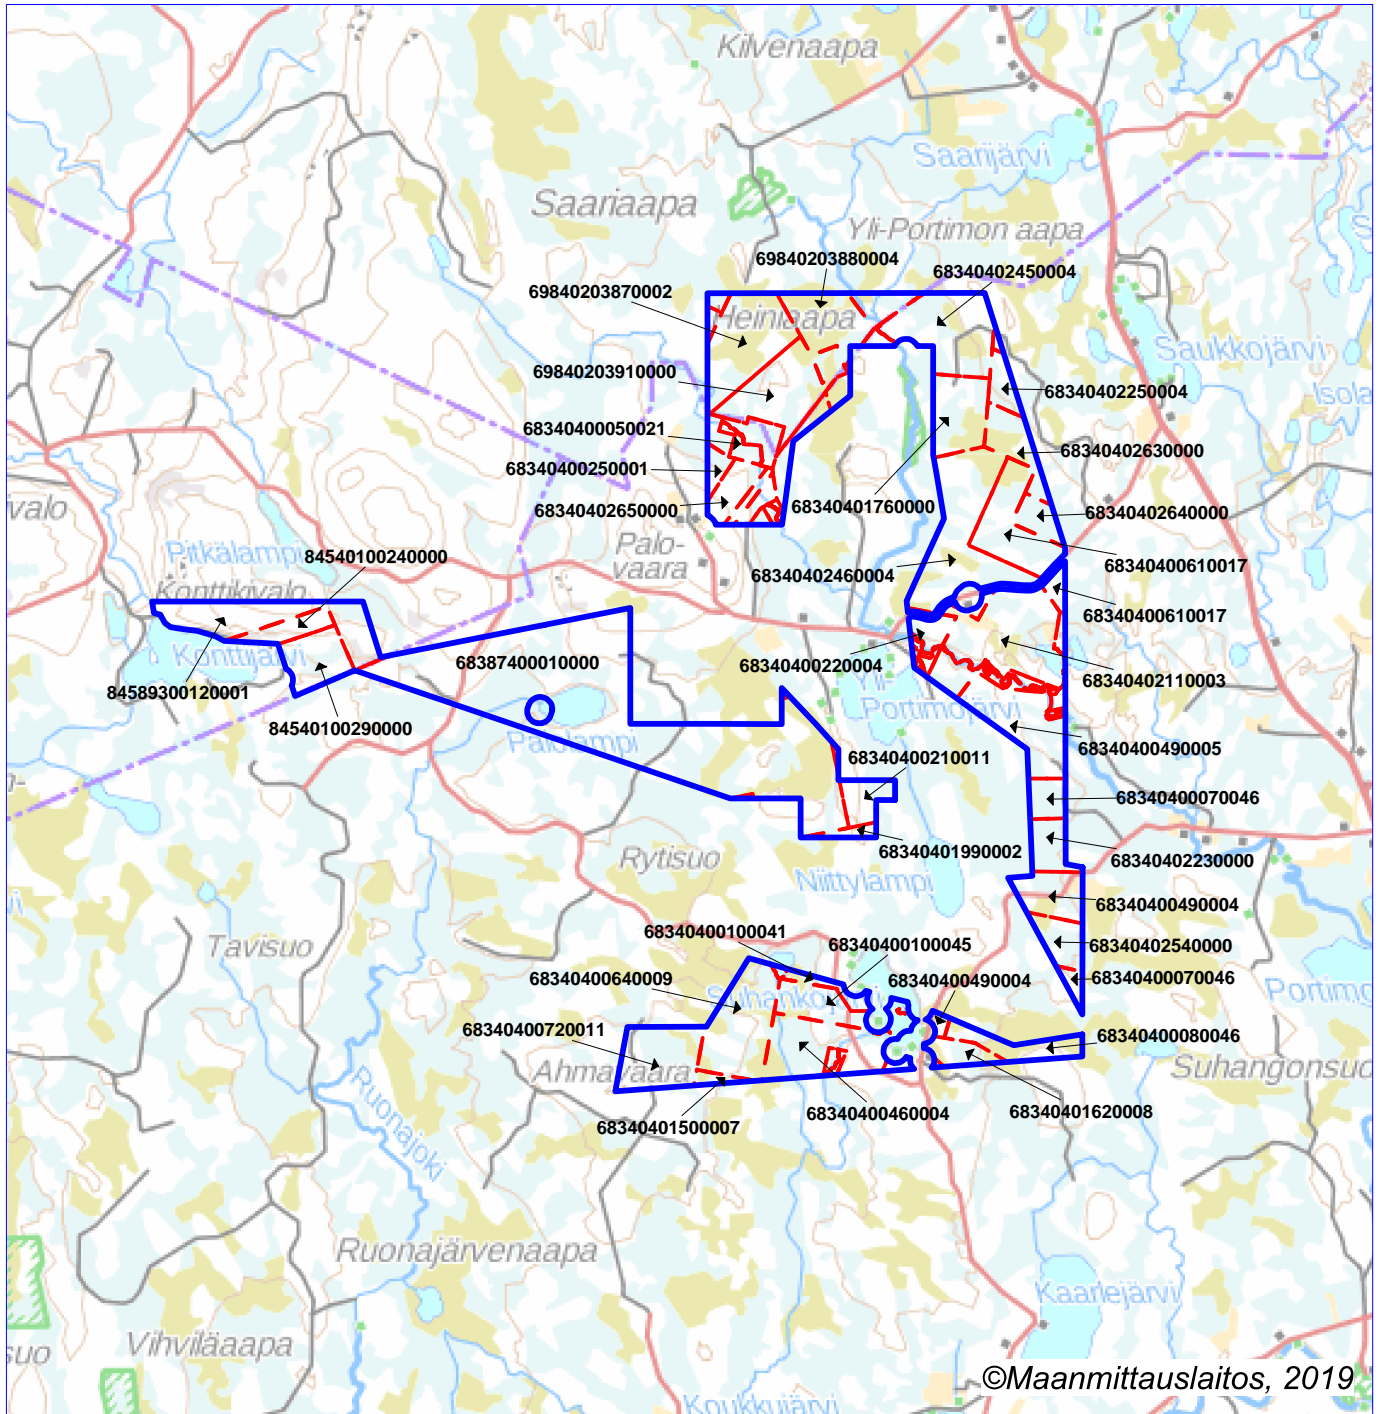 Kilvenaapa
Saarijärvi
Saariaapa
Yli-Portimon aapa
69840203880004
68340402450004
69840203870002
Heiniaapa
Saukkojärvi
69840203910000
68340402250004
Isola
68340400050021
68340402630000
68340400250001
68340402650000
68340401760000
68340402640000
valo
Palo-
vaara
Pitkälampi
84540100240000
68340400610017
68340402460004
Konttikivalo
68340400610017
Konttijärvi
68387400010000
68340400220004
68340402110003
84589300120001
Yli-
Portimojärvi
84540100290000
Palolampi
68340400490005
68340400210011
68340400070046
68340401990002
68340402230000
Rytisuo
Niittylampi
68340400490004
68340400100041
68340400100045
68340402540000
Tavisuo
68340400640009
68340400490004
68340400070046
Portimo
68340400720011
68340400080046
Ahmavaara
Suhangonsuo
68340401500007
68340400460004
68340401620008
Ruonajoki
Ruonajärvenaapa
Kaarlejärvi
Vihviläaapa
suo
©Maanmittauslaitos, 2019
Koukkujärvi